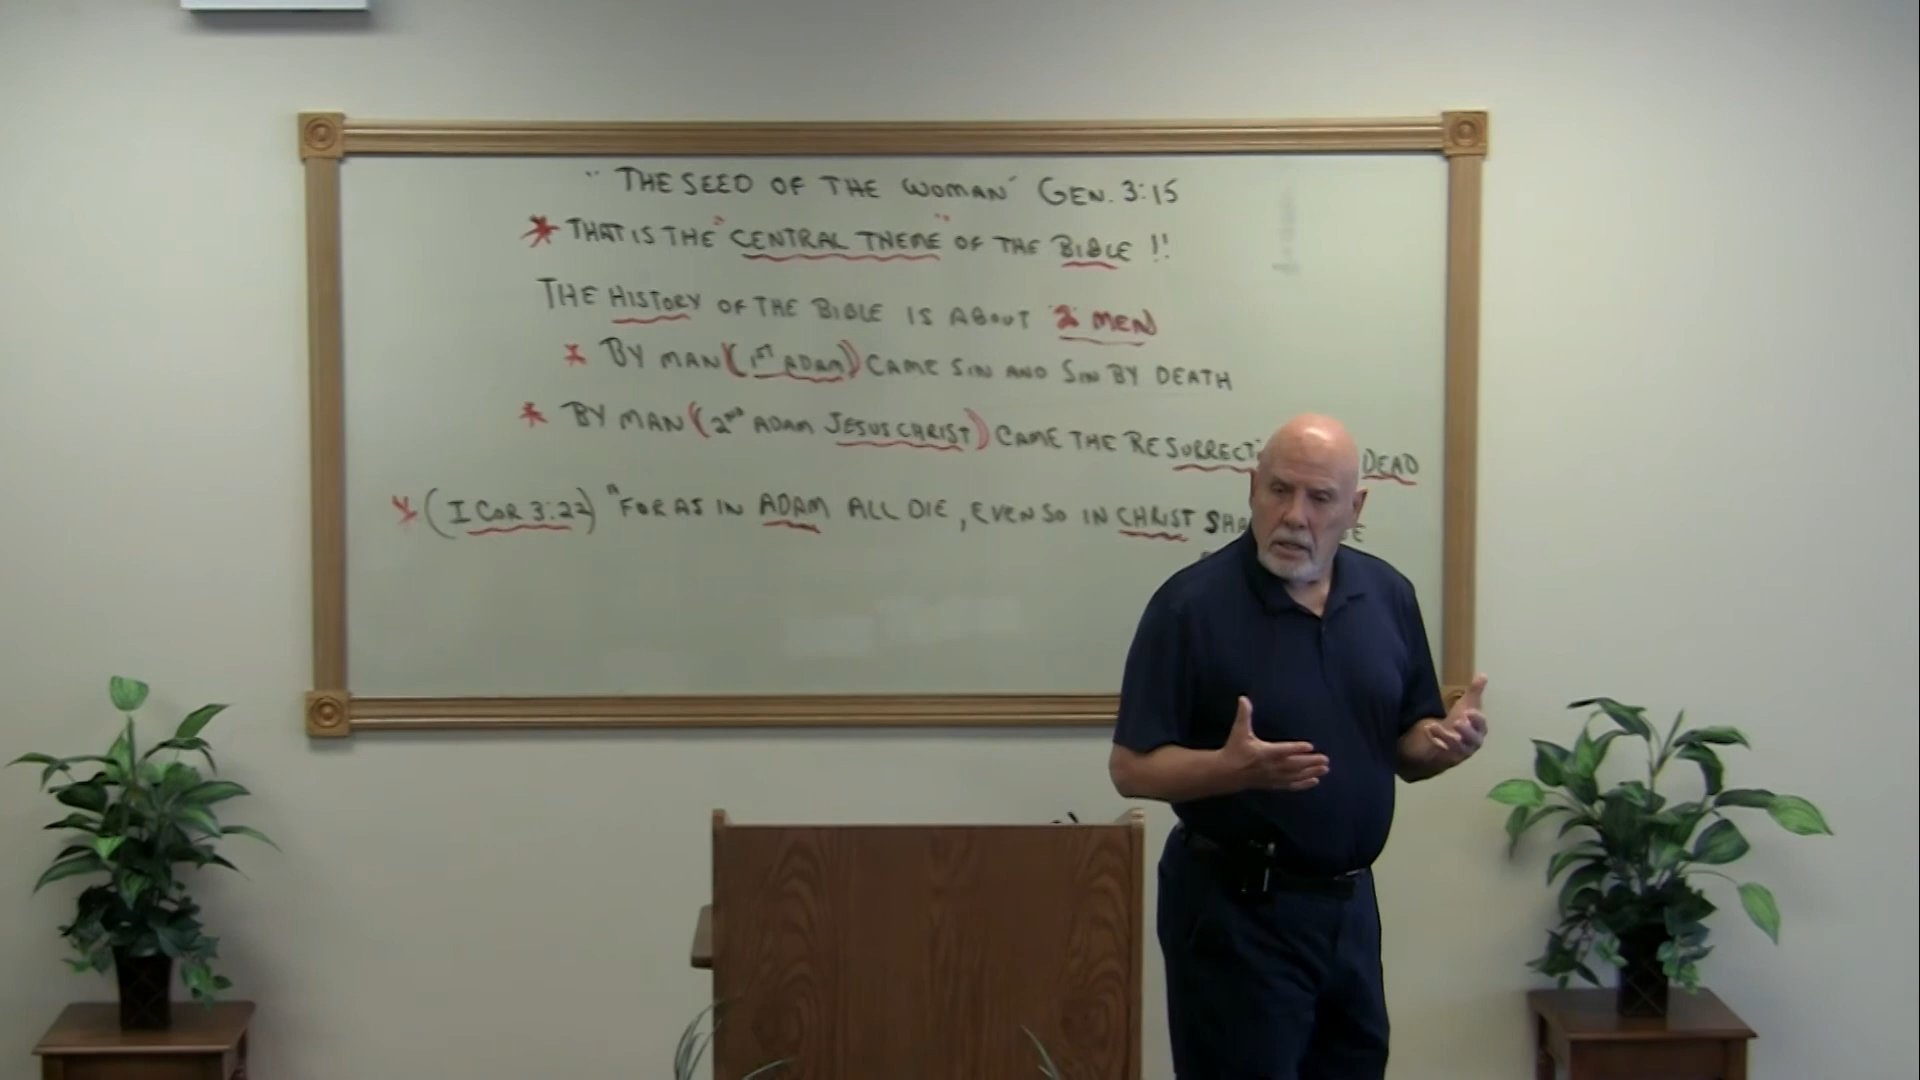 "THE SEED OF THE WOMAN" GEN. 3:15
* THAT IS THE "CENTRAL THEME" OF THE BIBLE !!
THE HISTORY OF THE BIBLE IS ABOUT "2" MEN
* BY MAN (1ST ADAM) CAME SIN AND SIN BY DEATH
* BY MAN (2ND ADAM JESUS CHRIST) CAME THE RESURRECTI DEAD
* (I COR 3:22) "FOR AS IN ADAM ALL DIE, EVEN SO IN CHRIST SHA E